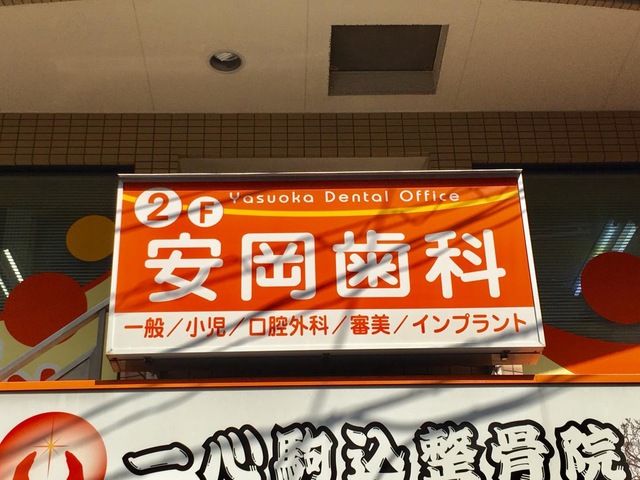 2F Yasuoka Dental Office
安岡歯科
一般/小児/口腔外科/審美/インプラント
一心駒込整骨院